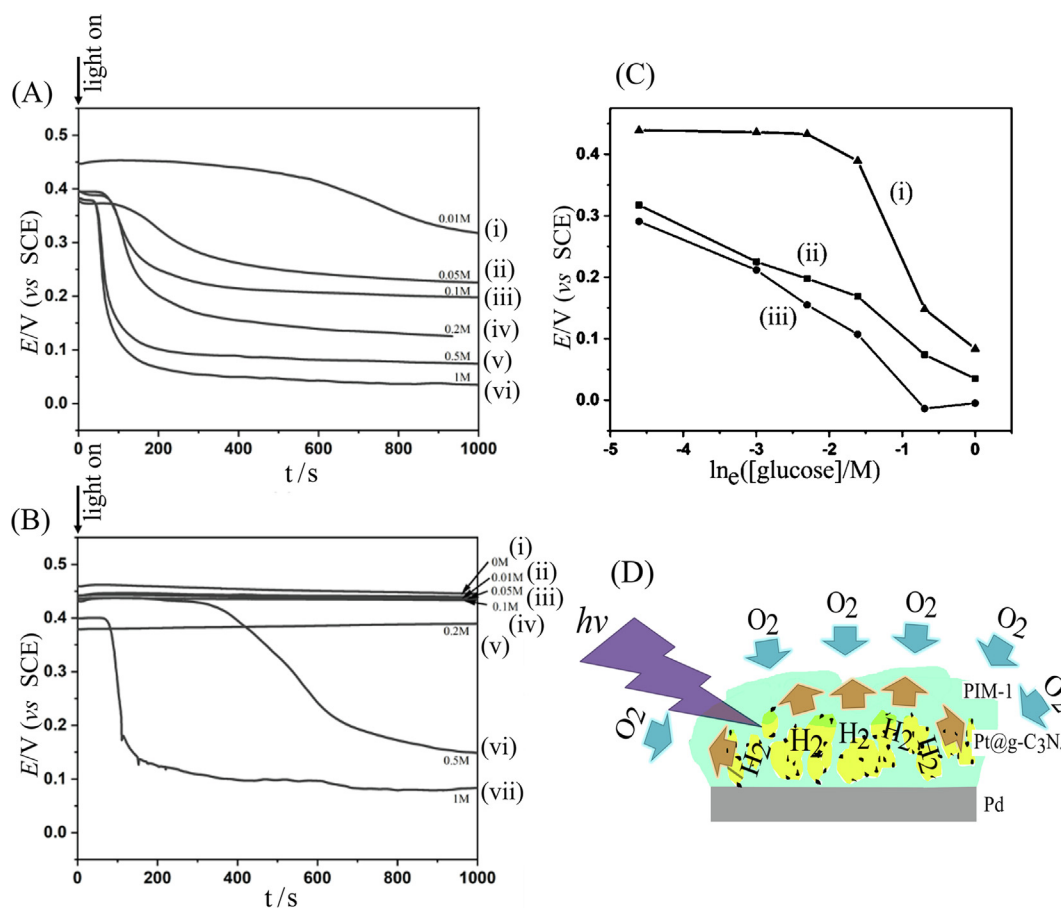 light on
(A)
0.5
0.4
0.3
0.2
0.1
0.0
E/V (vs SCE)
0.01M (i)
0.05M (ii)
0.1M (iii)
0.2M (iv)
0.5M (v)
1M (vi)
0 200 400 600 800 1000
t/s
light on
(B)
0.5
0.4
0.3
0.2
0.1
0.0
E/V (vs SCE)
0M (i)
0.01M (ii)
0.05M (iii)
0.1M (iv)
0.2M (v)
0.5M (vi)
1M (vii)
0 200 400 600 800 1000
t/s
(C)
0.4
0.3
0.2
0.1
0.0
E/V (vs SCE)
(i)
(ii)
(iii)
-5 -4 -3 -2 -1 0
lne([glucose]/M)
(D)
hν
O2 O2 O2 O2 O2 O2
PIM-1
H2 H2 H2 H2 H2
Pt@g-C3N
Pd